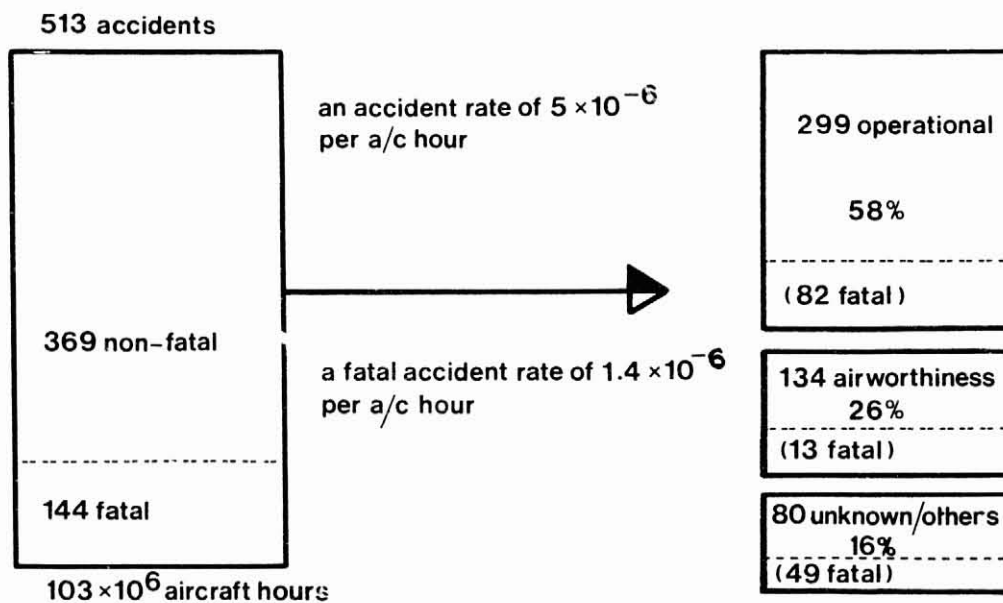 513 accidents
369 non-fatal
144 fatal
103 × 10⁶ aircraft hours
an accident rate of 5 × 10⁻⁶
per a/c hour
a fatal accident rate of 1.4 × 10⁻⁶
per a/c hour
299 operational
58%
(82 fatal)
134 airworthiness
26%
(13 fatal)
80 unknown/others
16%
(49 fatal)